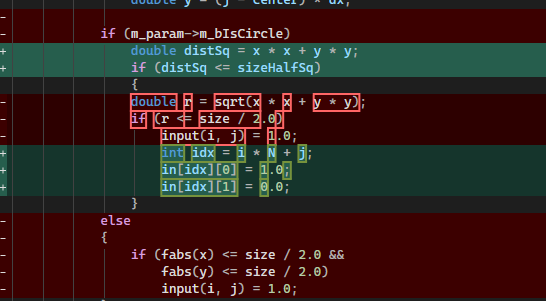 double y = (j - Center) * dx;
-
if (m_param->m_bIsCircle)
+ double distSq = x * x + y * y;
+ if (distSq <= sizeHalfSq)
{
- double r = sqrt(x * x + y * y);
- if (r <= size / 2.0)
- input(i, j) = 1.0;
+ int idx = i * N + j;
+ in[idx][0] = 1.0;
+ in[idx][1] = 0.0;
}
- else
- {
- if (fabs(x) <= size / 2.0 &&
- fabs(y) <= size / 2.0)
- input(i, j) = 1.0;